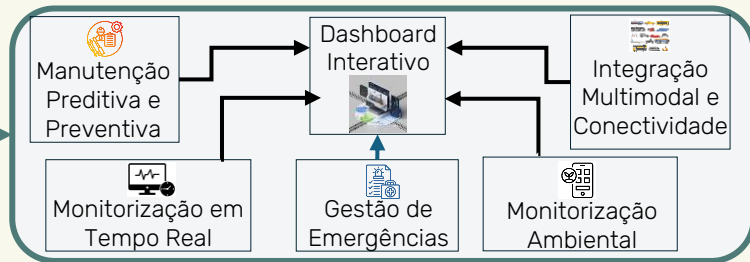 Manutenção
Preditiva e
Preventiva
Dashboard
Interativo
Integração
Multimodal e
Conectividade
Monitorização em
Tempo Real
Gestão de
Emergências
Monitorização
Ambiental